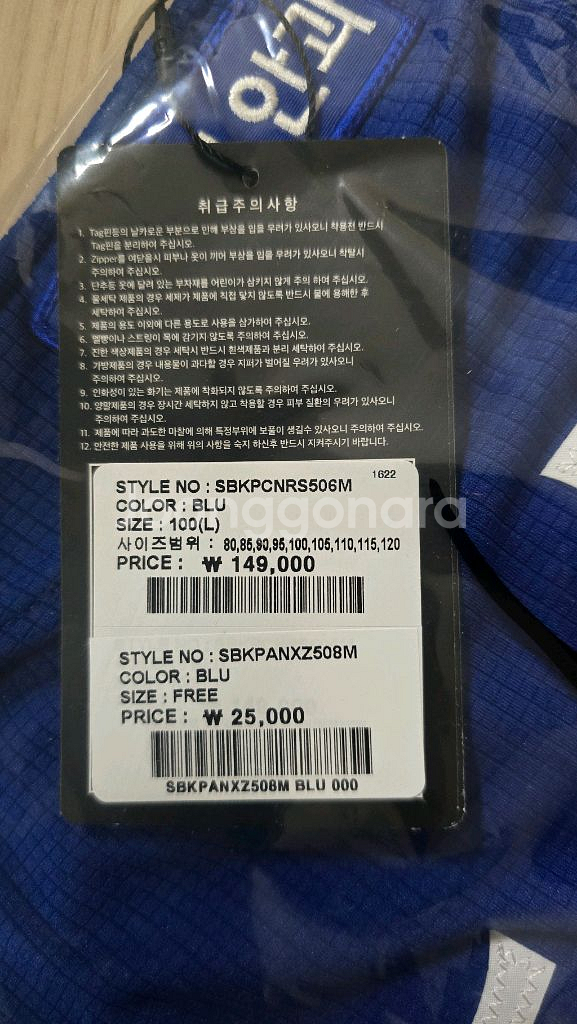 안과
취급주의사항
1. Tag핀등의 날카로운 부분으로 인해 부상을 입을 우려가 있사오니 착용전 반드시
Tag핀을 분리하여 주십시오.
2. Zipper를 여닫을시 피부나 옷이 끼어 부상을 입을 우려가 있사오니 착탈시
주의하여 주십시오.
3. 단추등 옷에 달려 있는 부자재를 어린이가 삼키지 않게 주의 하여 주십시오.
4. 물세탁 제품의 경우 세제가 제품에 직접 닿지 않도록 반드시 물에 용해한 후
세탁하여 주십시오.
5. 제품의 용도 이외에 다른 용도로 사용을 삼가하여 주십시오.
6. 멜빵이나 스트링이 목에 감기지 않도록 주의하여 주십시오.
7. 진한 색상제품의 경우 세탁시 반드시 흰색제품과 분리 세탁하여 주십시오.
8. 가방제품의 경우 내용물이 과다할 경우 지퍼가 벌어질 우려가 있사오니
주의하여 주십시오.
9. 인화성이 있는 화기는 제품에 착화되지 않도록 주의하여 주십시오.
10. 양말제품의 경우 장시간 세탁하지 않고 착용할 경우 피부 질환의 우려가 있사오니
주의하여 주십시오.
11. 제품에 따라 과도한 마찰에 의해 특정부위에 보풀이 생길수 있사오니 주의하여 주십시오.
12. 안전한 제품 사용을 위해 위의 사항을 숙지 하신후 반드시 지켜주시기 바랍니다.
1622
STYLE NO : SBKPCNRS506M
COLOR : BLU
SIZE : 100(L)
사이즈범위 : 80,85,90,95,100,105,110,115,120
PRICE : ₩ 149,000
STYLE NO : SBKPANXZ508M
COLOR : BLU
SIZE : FREE
PRICE : ₩ 25,000
SBKPANXZ508M BLU 000